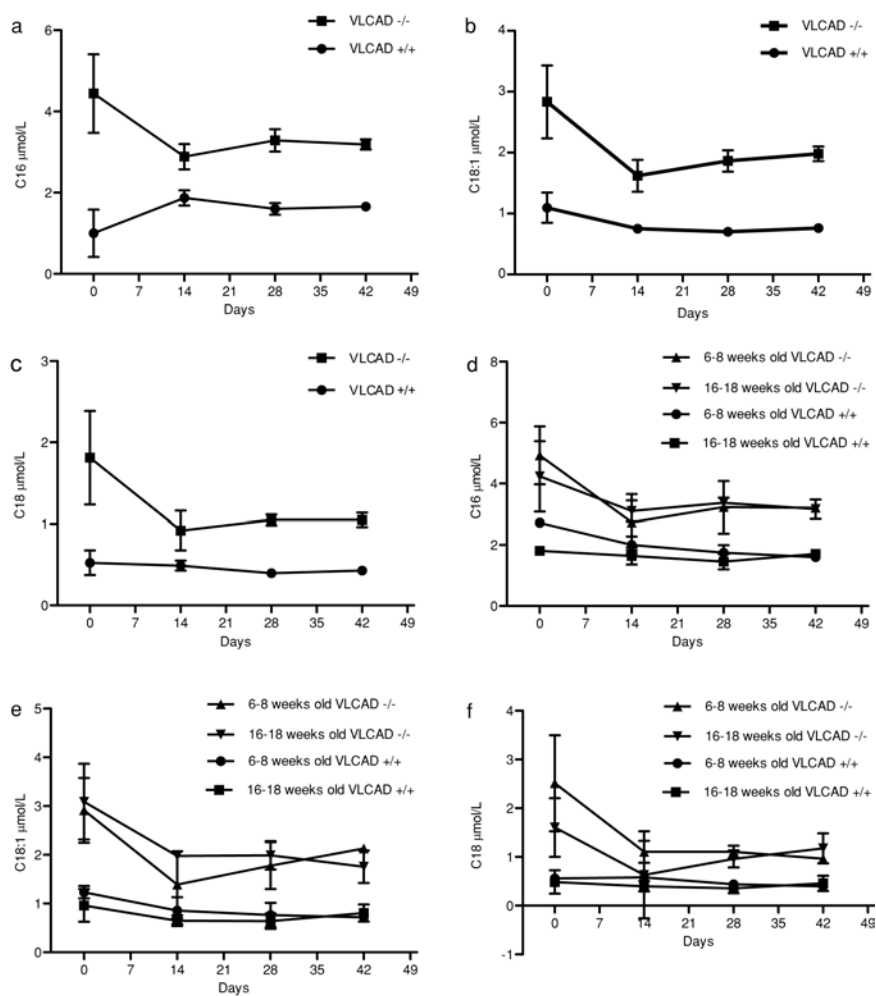 a
VLCAD -/-
VLCAD +/+
6
4
2
0
C16 μmol/L
0 7 14 21 28 35 42 49
Days
b
VLCAD -/-
VLCAD +/+
4
3
2
1
0
C18:1 μmol/L
0 7 14 21 28 35 42 49
Days
c
VLCAD -/-
VLCAD +/+
3
2
1
0
C18 μmol/L
0 7 14 21 28 35 42 49
Days
d
6-8 weeks old VLCAD -/-
16-18 weeks old VLCAD -/-
6-8 weeks old VLCAD +/+
16-18 weeks old VLCAD +/+
8
6
4
2
0
C16 μmol/L
0 7 14 21 28 35 42 49
Days
e
6-8 weeks old VLCAD -/-
16-18 weeks old VLCAD -/-
6-8 weeks old VLCAD +/+
16-18 weeks old VLCAD +/+
5
4
3
2
1
0
C18:1 μmol/L
0 7 14 21 28 35 42 49
Days
f
6-8 weeks old VLCAD -/-
16-18 weeks old VLCAD -/-
6-8 weeks old VLCAD +/+
16-18 weeks old VLCAD +/+
4
3
2
1
0
-1
C18 μmol/L
0 7 14 21 28 35 42 49
Days